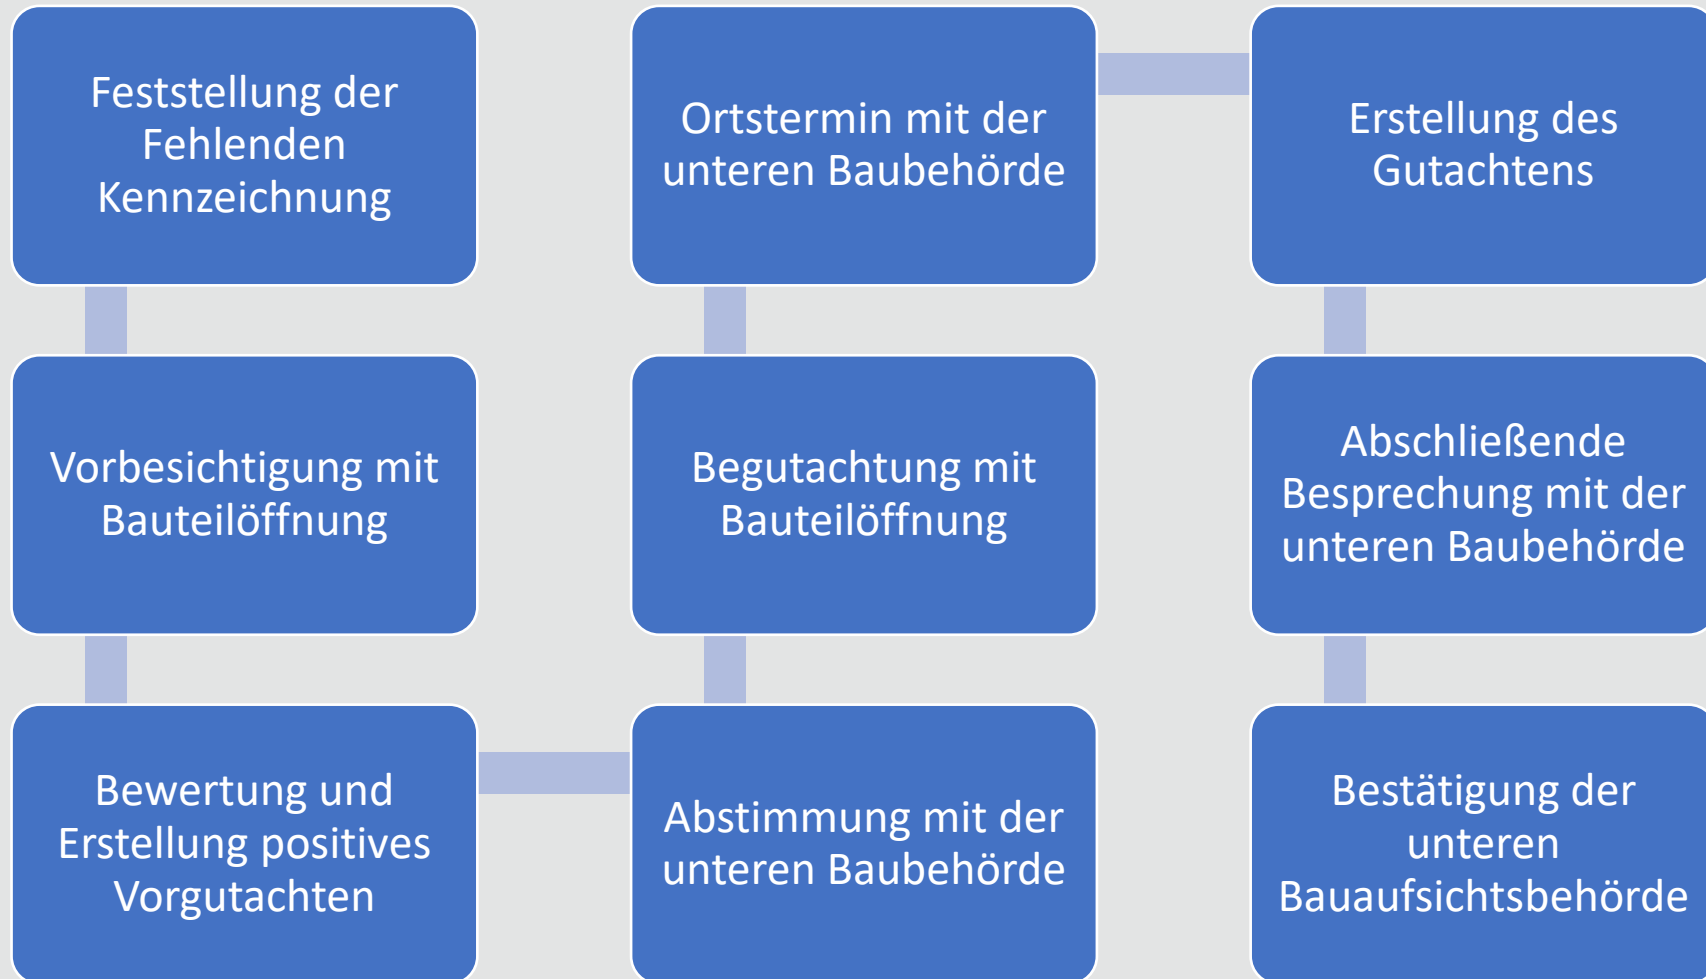 Feststellung der
Fehlenden
Kennzeichnung
Vorbesichtigung mit
Bauteilöffnung
Bewertung und
Erstellung positives
Vorgutachten
Abstimmung mit der
unteren Baubehörde
Begutachtung mit
Bauteilöffnung
Ortstermin mit der
unteren Baubehörde
Erstellung des
Gutachtens
Abschließende
Besprechung mit der
unteren Baubehörde
Bestätigung der
unteren
Bauaufsichtsbehörde